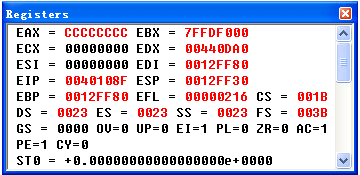 Registers
EAX = CCCCCCCC EBX = 7FFDF000
ECX = 00000000 EDX = 00440DA0
ESI = 00000000 EDI = 0012FF80
EIP = 0040108F ESP = 0012FF30
EBP = 0012FF80 EFL = 00000216 CS = 001B
DS = 0023 ES = 0023 SS = 0023 FS = 003B
GS = 0000 OV=0 UP=0 EI=1 PL=0 ZR=0 AC=1
PE=1 CY=0
ST0 = +0.00000000000000000e+0000